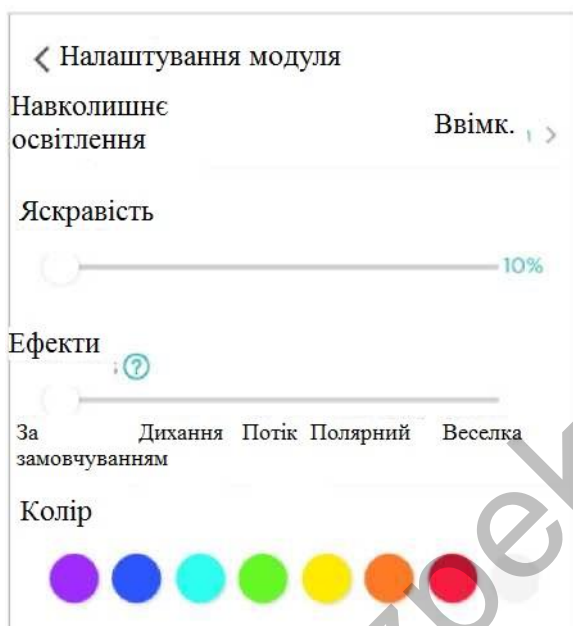 Налаштування модуля
Навколишнє
освітлення
Ввімк.
Яскравість
10%
Ефекти
?
За
замовчуванням
Дихання
Потік
Полярний
Веселка
Колір